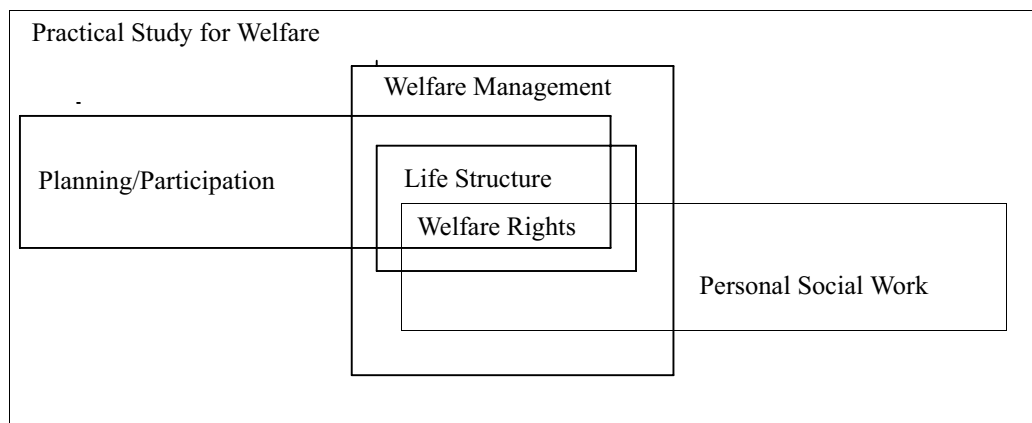 Practical Study for Welfare
Welfare Management
Planning/Participation
Life Structure
Welfare Rights
Personal Social Work